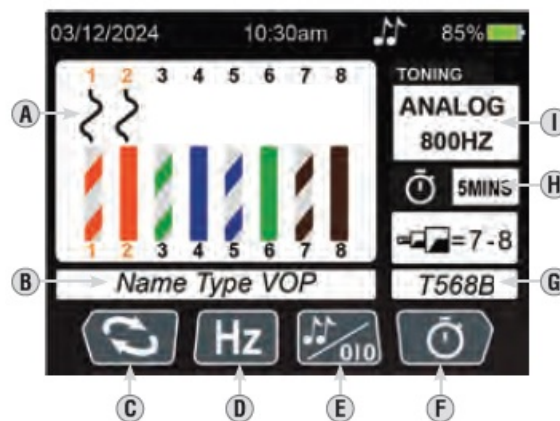 03/12/2024 10:30am 85%
1 2 3 4 5 6 7 8
TONING
ANALOG
800HZ
5MINS
=7-8
1 2 3 4 5 6 7 8
Name Type VOP
T568B
Hz
010
A
B
C
D
E
F
G
H
I